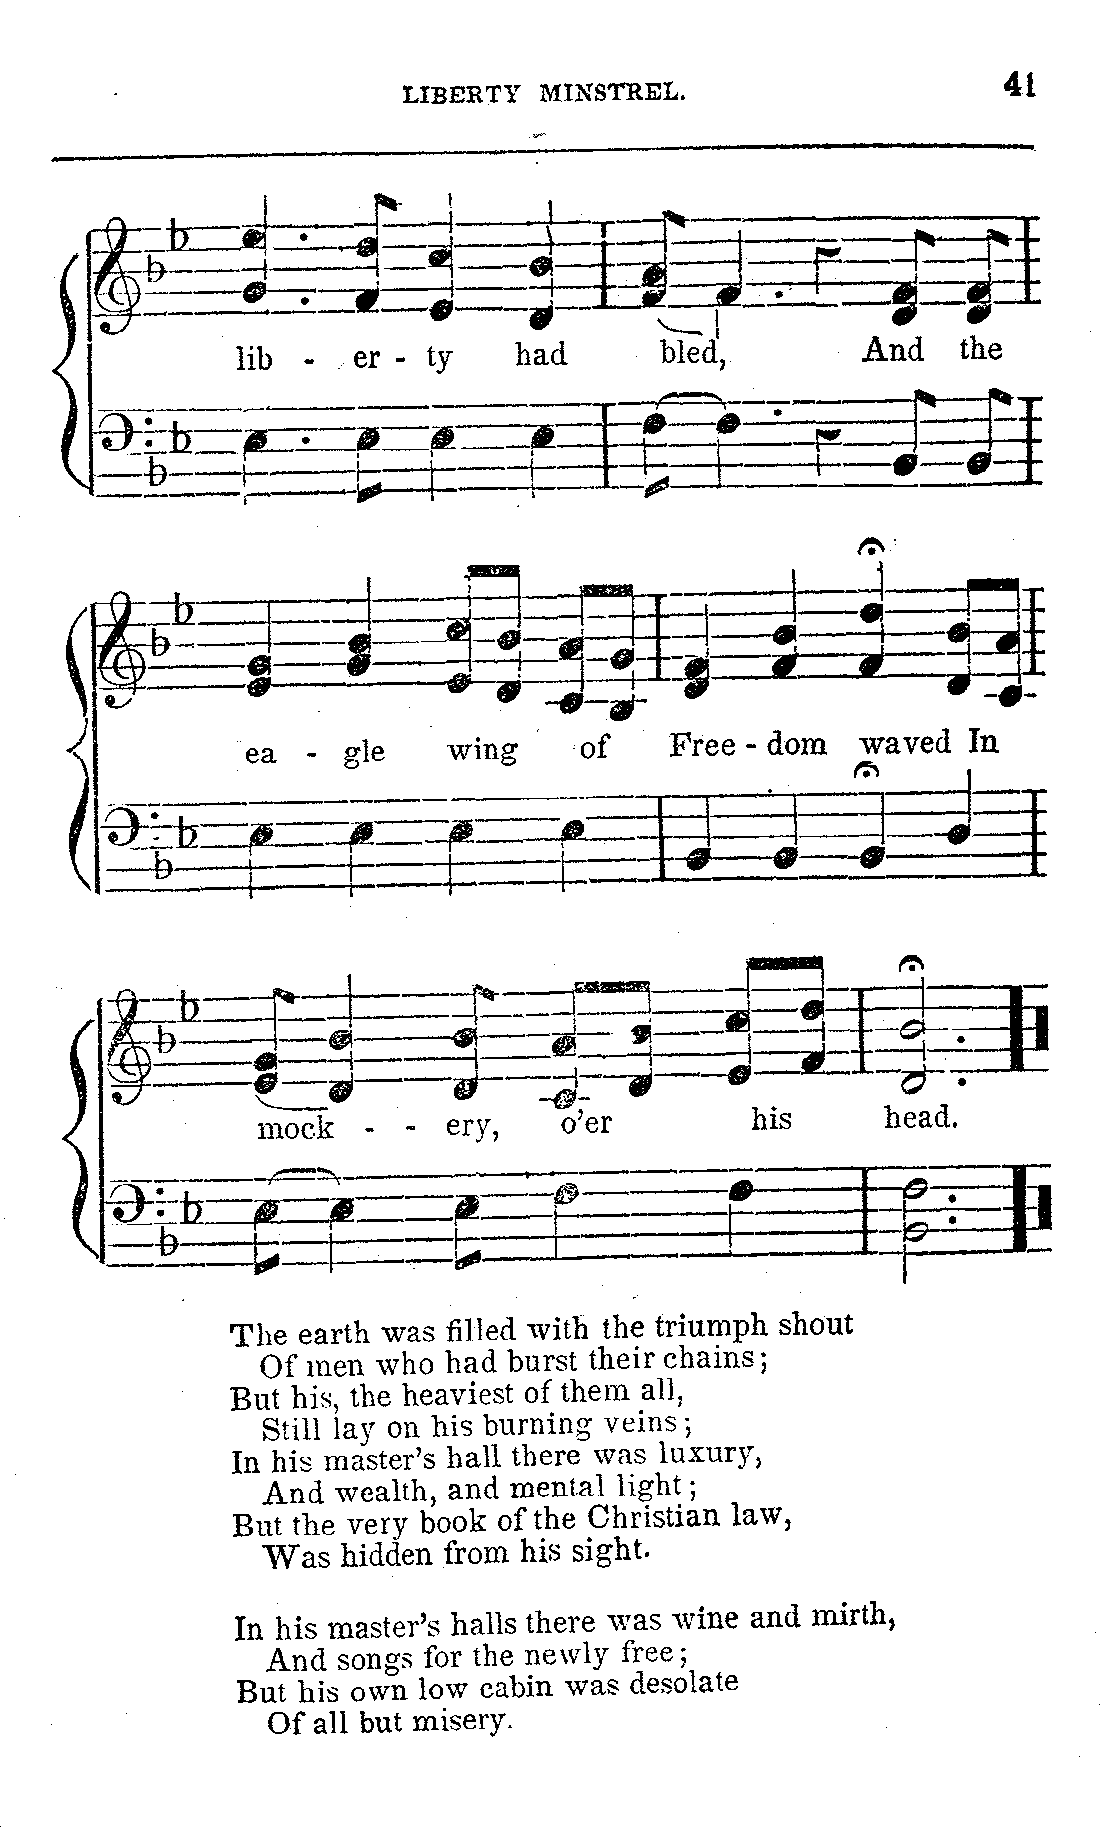 LIBERTY MINSTREL. 41
lib - er - ty had bled, And the
ea - gle wing of Free - dom waved In
mock - - ery, o'er his head.
The earth was filled with the triumph shout
Of men who had burst their chains;
But his, the heaviest of them all,
Still lay on his burning veins;
In his master's hall there was luxury,
And wealth, and mental light;
But the very book of the Christian law,
Was hidden from his sight.
In his master's halls there was wine and mirth,
And songs for the newly free;
But his own low cabin was desolate
Of all but misery.